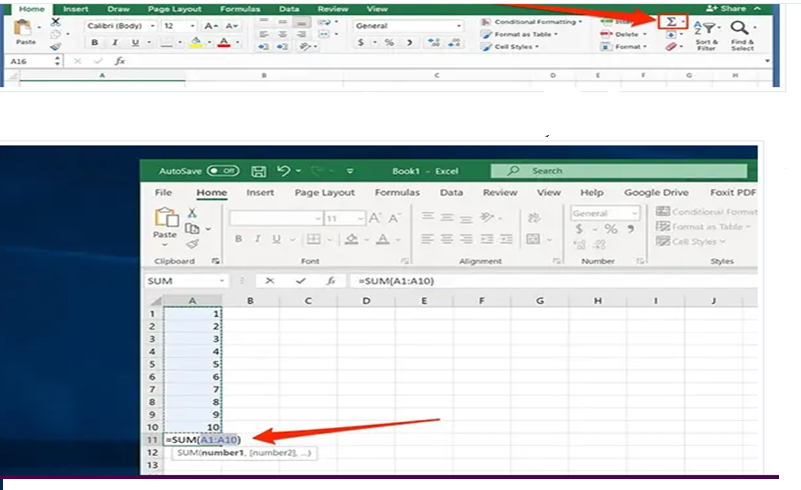 Home Insert Draw Page Layout Formulas Data Review View Share
Calibri (Body) 12 A A General Conditional Formatting Σ
Paste B I U A $ % Format as Table Delete Sort & Filter Find & Select
Cell Styles Format
A16 fx
A B C D E F G H
AutoSave Off Book1 - Excel Search
File Home Insert Page Layout Formulas Data Review View Help Google Drive Foxit PDF
11 A A General Conditional Format
Paste B I U A $ % Format as Table
Cell Styles
Clipboard Font Alignment Number Styles
SUM fx =SUM(A1:A10)
A B C D E F G H I J
1 1
2 2
3 3
4 4
5 5
6 6
7 7
8 8
9 9
10 10
11 =SUM(A1:A10)
12 SUM(number1, [number2], ...)
13